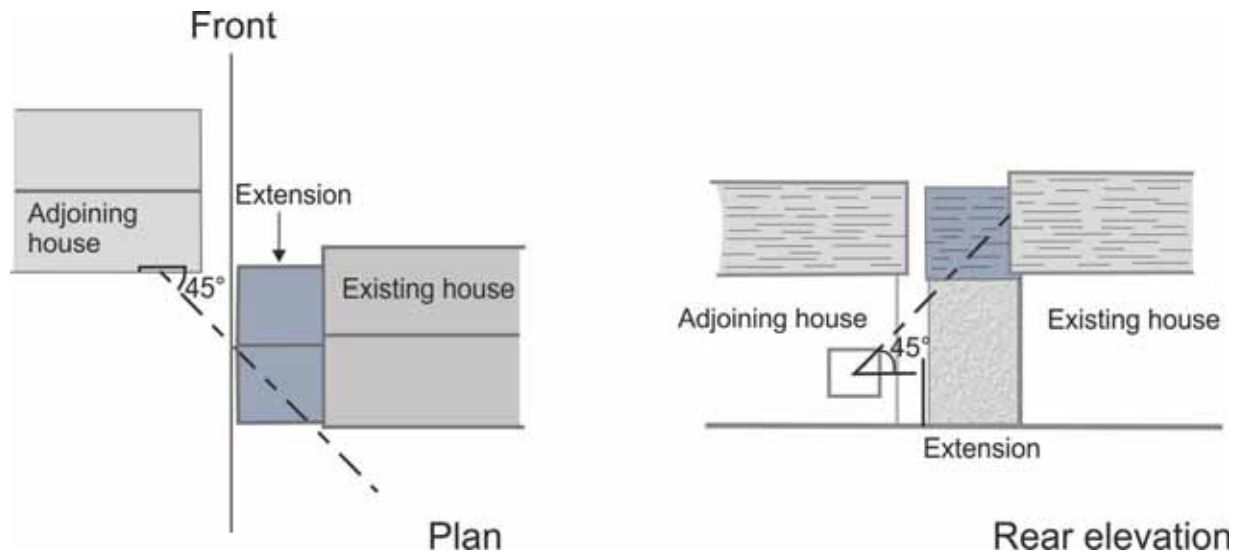 Front
Extension
Adjoining
house
45°
Existing house
Plan
Adjoining house
45°
Existing house
Extension
Rear elevation